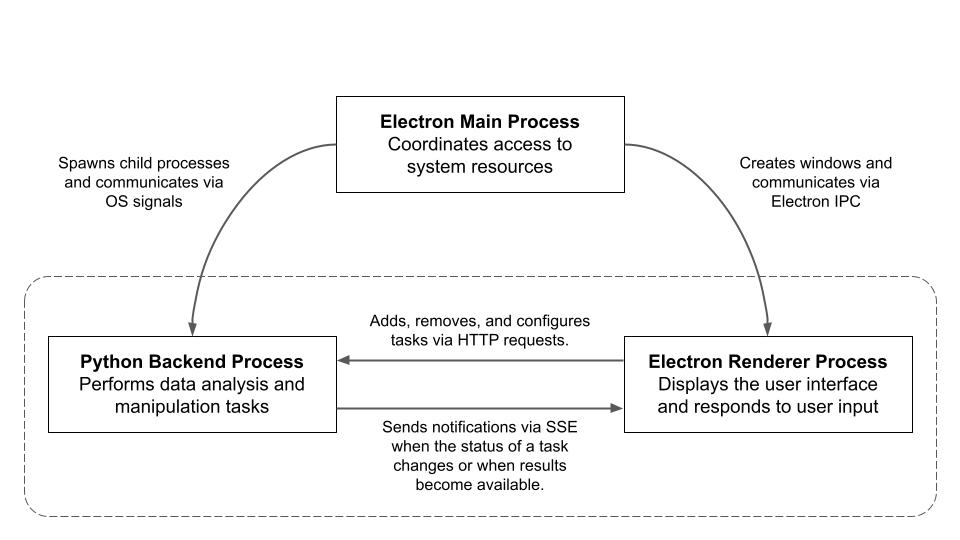 Electron Main Process
Coordinates access to
system resources
Spawns child processes
and communicates via
OS signals
Creates windows and
communicates via
Electron IPC
Adds, removes, and configures
tasks via HTTP requests.
Python Backend Process
Performs data analysis and
manipulation tasks
Electron Renderer Process
Displays the user interface
and responds to user input
Sends notifications via SSE
when the status of a task
changes or when results
become available.